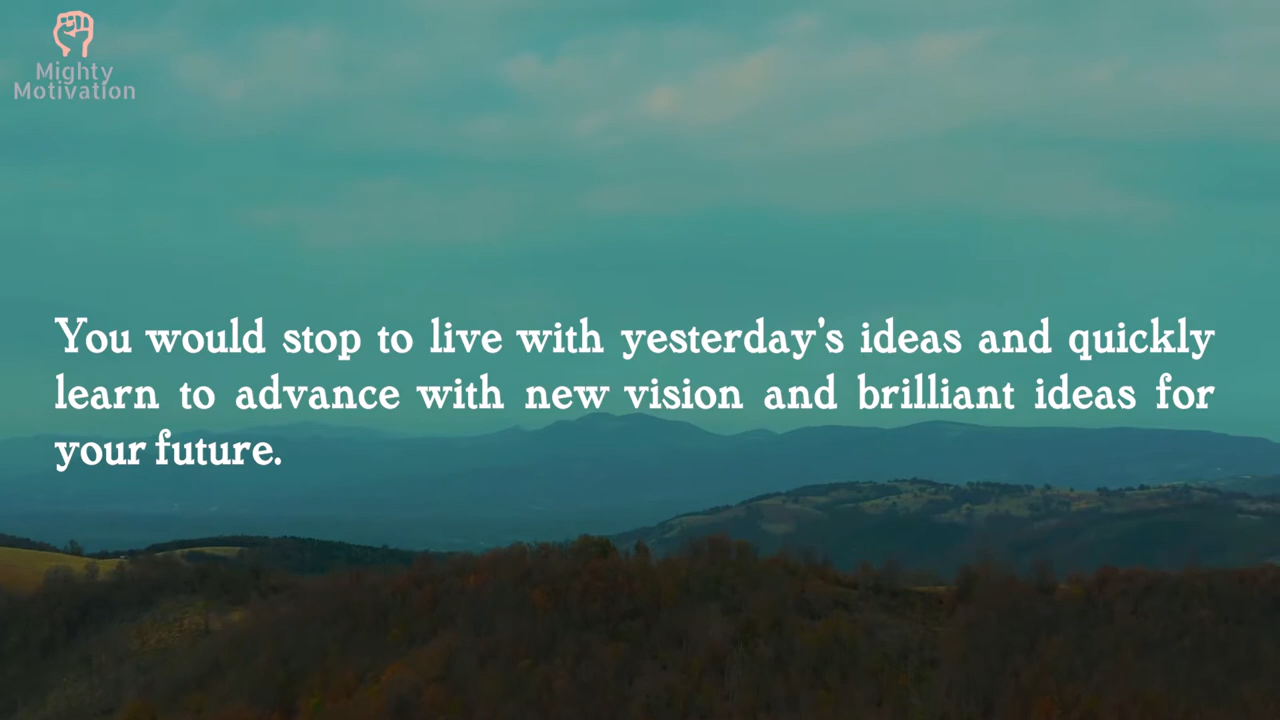 Mighty
Motivation
You would stop to live with yesterday's ideas and quickly
learn to advance with new vision and brilliant ideas for
your future.